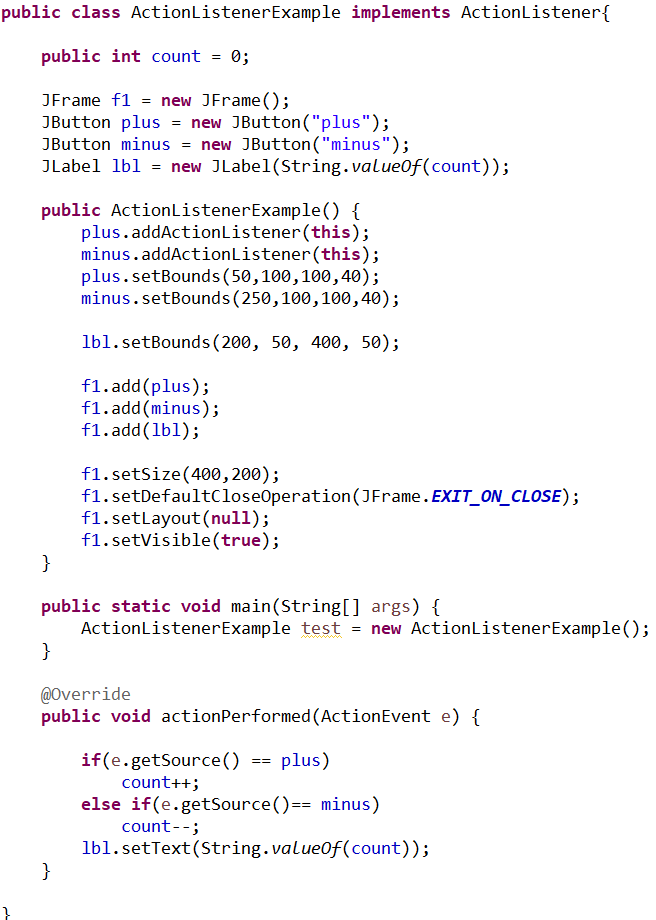 public class ActionListenerExample implements ActionListener{
public int count = 0;
JFrame f1 = new JFrame();
JButton plus = new JButton("plus");
JButton minus = new JButton("minus");
JLabel lbl = new JLabel(String.valueOf(count));
public ActionListenerExample() {
plus.addActionListener(this);
minus.addActionListener(this);
plus.setBounds(50,100,100,40);
minus.setBounds(250,100,100,40);
lbl.setBounds(200, 50, 400, 50);
f1.add(plus);
f1.add(minus);
f1.add(lbl);
f1.setSize(400,200);
f1.setDefaultCloseOperation(JFrame.EXIT_ON_CLOSE);
f1.setLayout(null);
f1.setVisible(true);
}
public static void main(String[] args) {
ActionListenerExample test = new ActionListenerExample();
}
@Override
public void actionPerformed(ActionEvent e) {
if(e.getSource() == plus)
count++;
else if(e.getSource()== minus)
count--;
lbl.setText(String.valueOf(count));
}
}